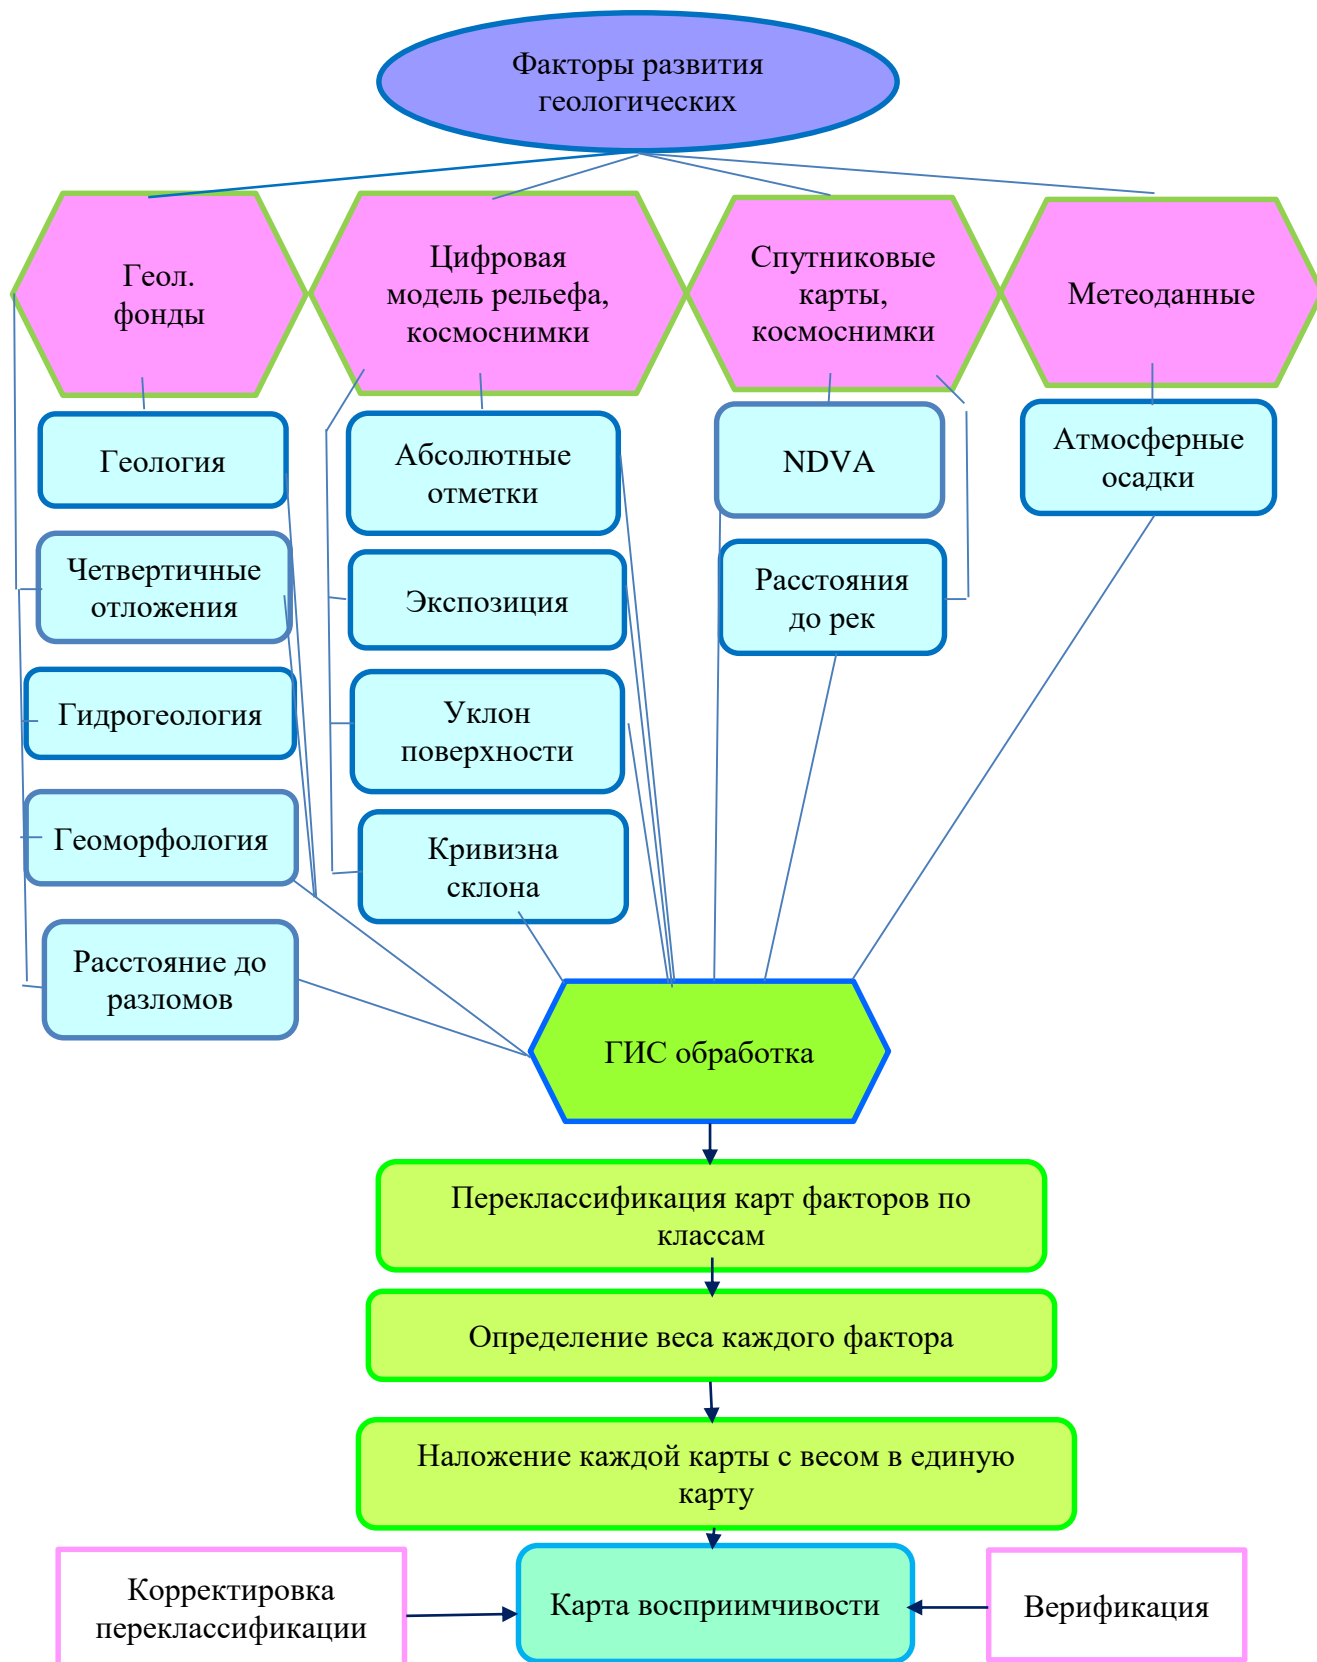 Факторы развития
геологических
Геол.
фонды
Цифровая
модель рельефа,
космоснимки
Спутниковые
карты,
космоснимки
Метеоданные
Геология
Абсолютные
отметки
NDVA
Атмосферные
осадки
Четвертичные
отложения
Экспозиция
Расстояния
до рек
Гидрогеология
Уклон
поверхности
Геоморфология
Кривизна
склона
Расстояние до
разломов
ГИС обработка
Переклассификация карт факторов по
классам
Определение веса каждого фактора
Наложение каждой карты с весом в единую
карту
Корректировка
переклассификации
Карта восприимчивости
Верификация